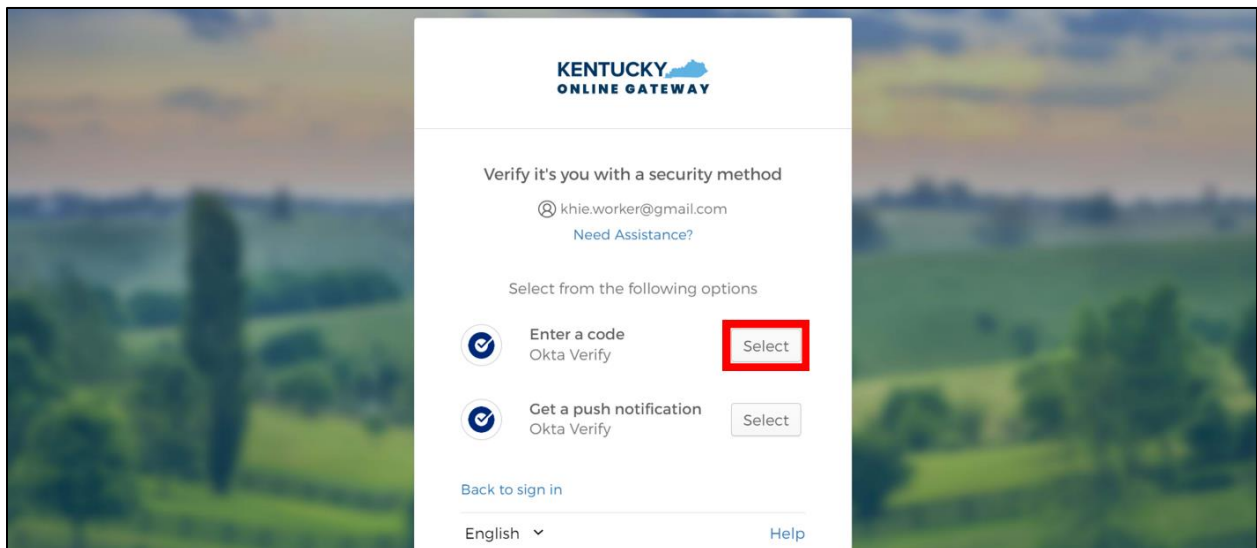 KENTUCKY
ONLINE GATEWAY
Verify it's you with a security method
khie.worker@gmail.com
Need Assistance?
Select from the following options
Enter a code
Okta Verify
Select
Get a push notification
Okta Verify
Select
Back to sign in
English
Help